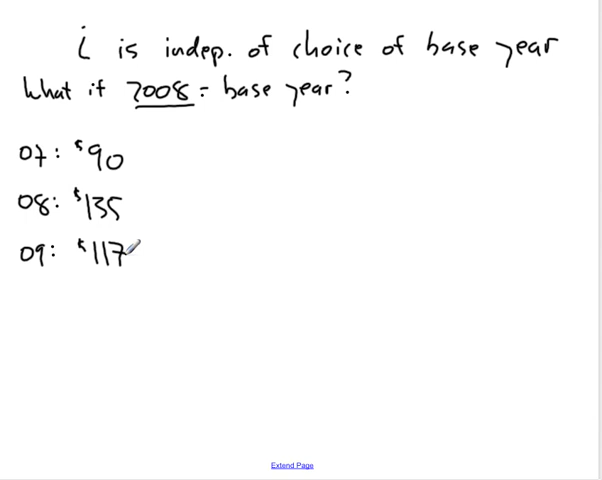 i is indep. of choice of base year
What if 2008 = base year?
07: $90
08: $135
09: $117
Extend Page